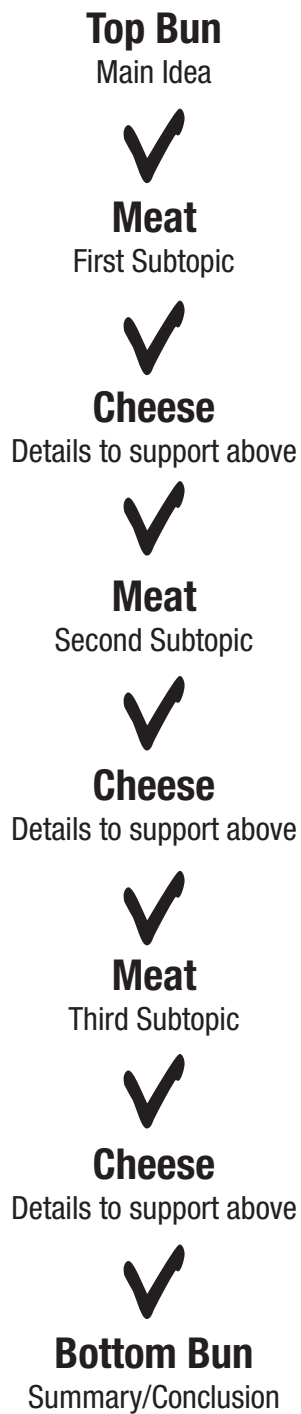 Top Bun
Main Idea
Meat
First Subtopic
Cheese
Details to support above
Meat
Second Subtopic
Cheese
Details to support above
Meat
Third Subtopic
Cheese
Details to support above
Bottom Bun
Summary/Conclusion